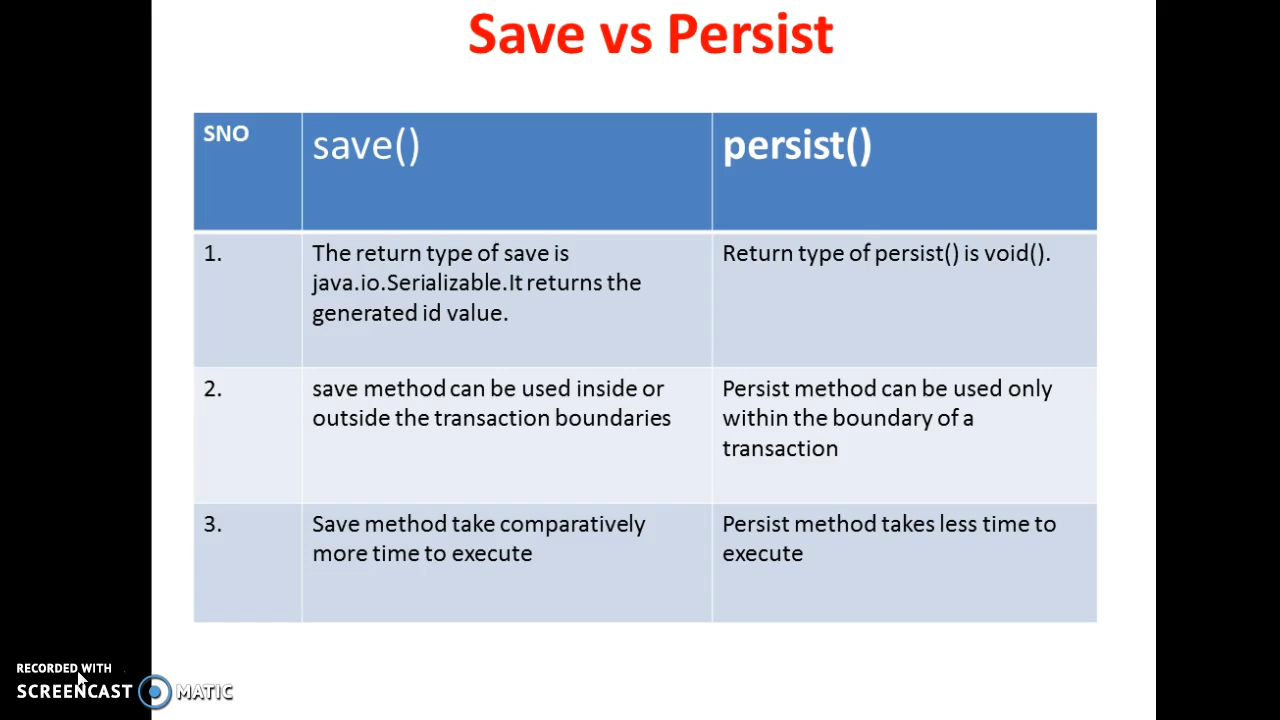 Save vs Persist
SNO
save()
persist()
1.
The return type of save is
java.io.Serializable.It returns the
generated id value.
Return type of persist() is void().
2.
save method can be used inside or
outside the transaction boundaries
Persist method can be used only
within the boundary of a
transaction
3.
Save method take comparatively
more time to execute
Persist method takes less time to
execute
RECORDED WITH
SCREENCAST MATIC